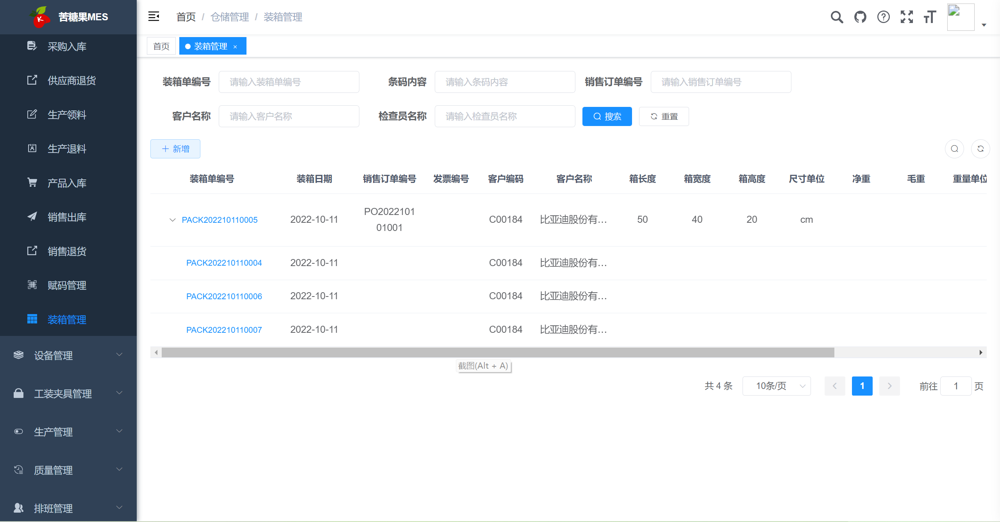 苦糖果MES
首页 / 仓储管理 / 装箱管理
首页
装箱管理 ×
采购入库
供应商退货
生产领料
生产退料
产品入库
销售出库
销售退货
赋码管理
装箱管理
设备管理
工装夹具管理
生产管理
质量管理
排班管理
装箱单编号 请输入装箱单编号 条码内容 请输入条码内容 销售订单编号 请输入销售订单编号
客户名称 请输入客户名称 检查员名称 请输入检查员名称 搜索 重置
新增
装箱单编号 装箱日期 销售订单编号 发票编号 客户编码 客户名称 箱长度 箱宽度 箱高度 尺寸单位 净重 毛重 重量单位
PACK202210110005 2022-10-11 PO2022101 C00184 比亚迪股份有… 50 40 20 cm
01001
PACK202210110004 2022-10-11 C00184 比亚迪股份有…
PACK202210110006 2022-10-11 C00184 比亚迪股份有…
PACK202210110007 2022-10-11 C00184 比亚迪股份有…
截图(Alt + A)
共 4 条 10条/页 1 前往 1 页